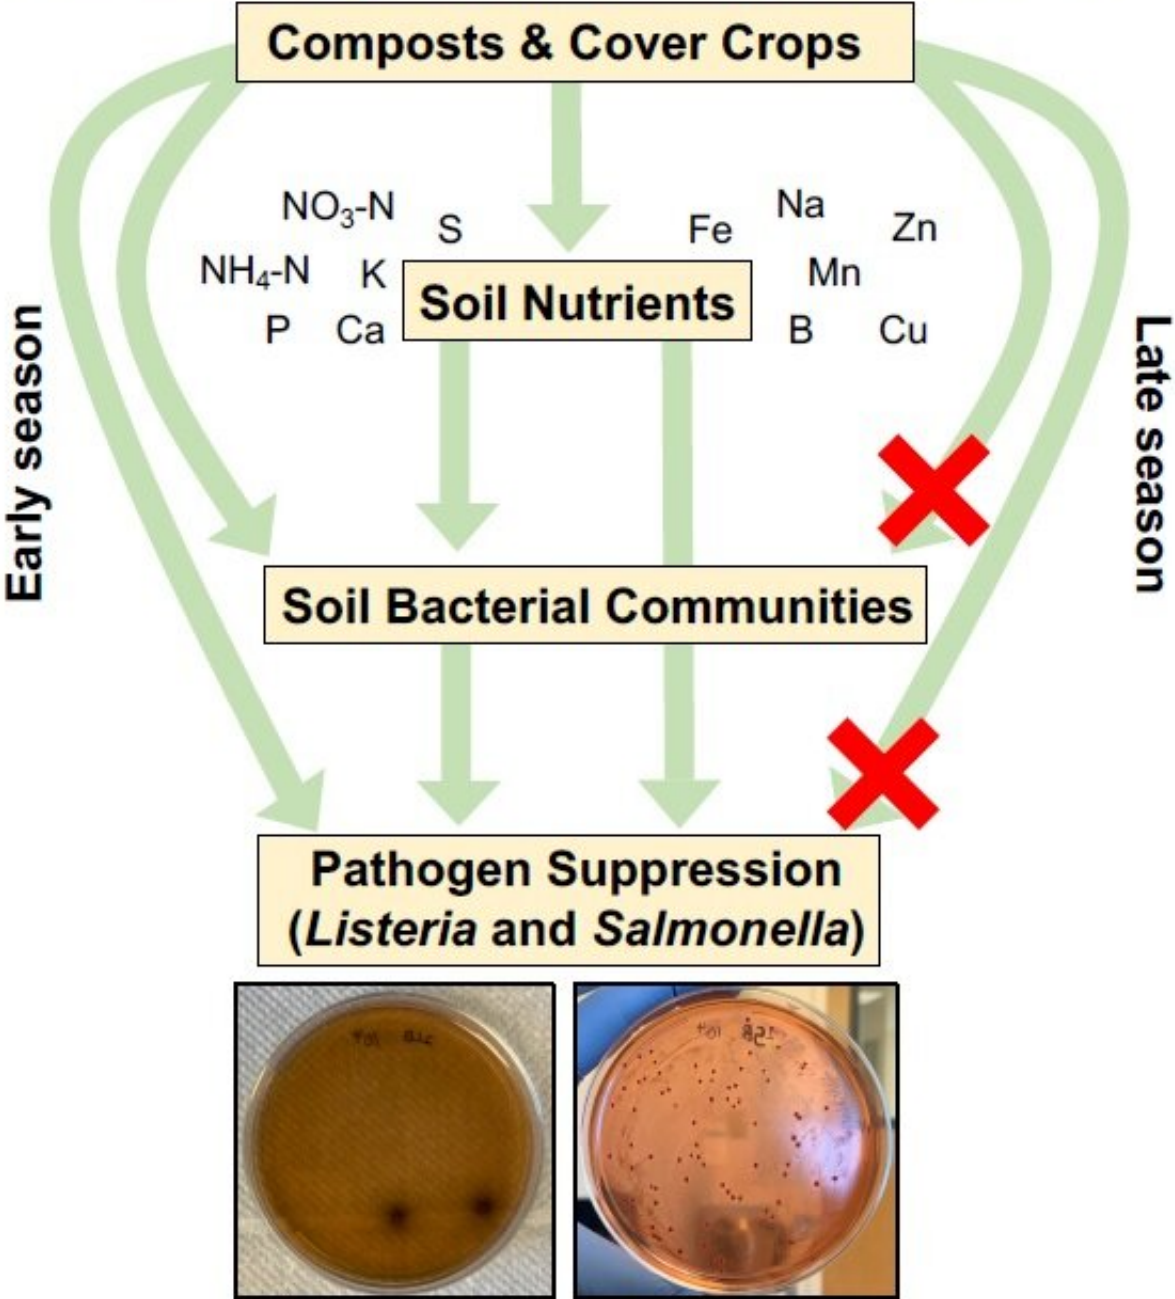 Composts & Cover Crops
NO₃-N
S
Fe
Na
Zn
NH₄-N
K
Soil Nutrients
Mn
P
Ca
B
Cu
Early season
Late season
Soil Bacterial Communities
Pathogen Suppression
(Listeria and Salmonella)